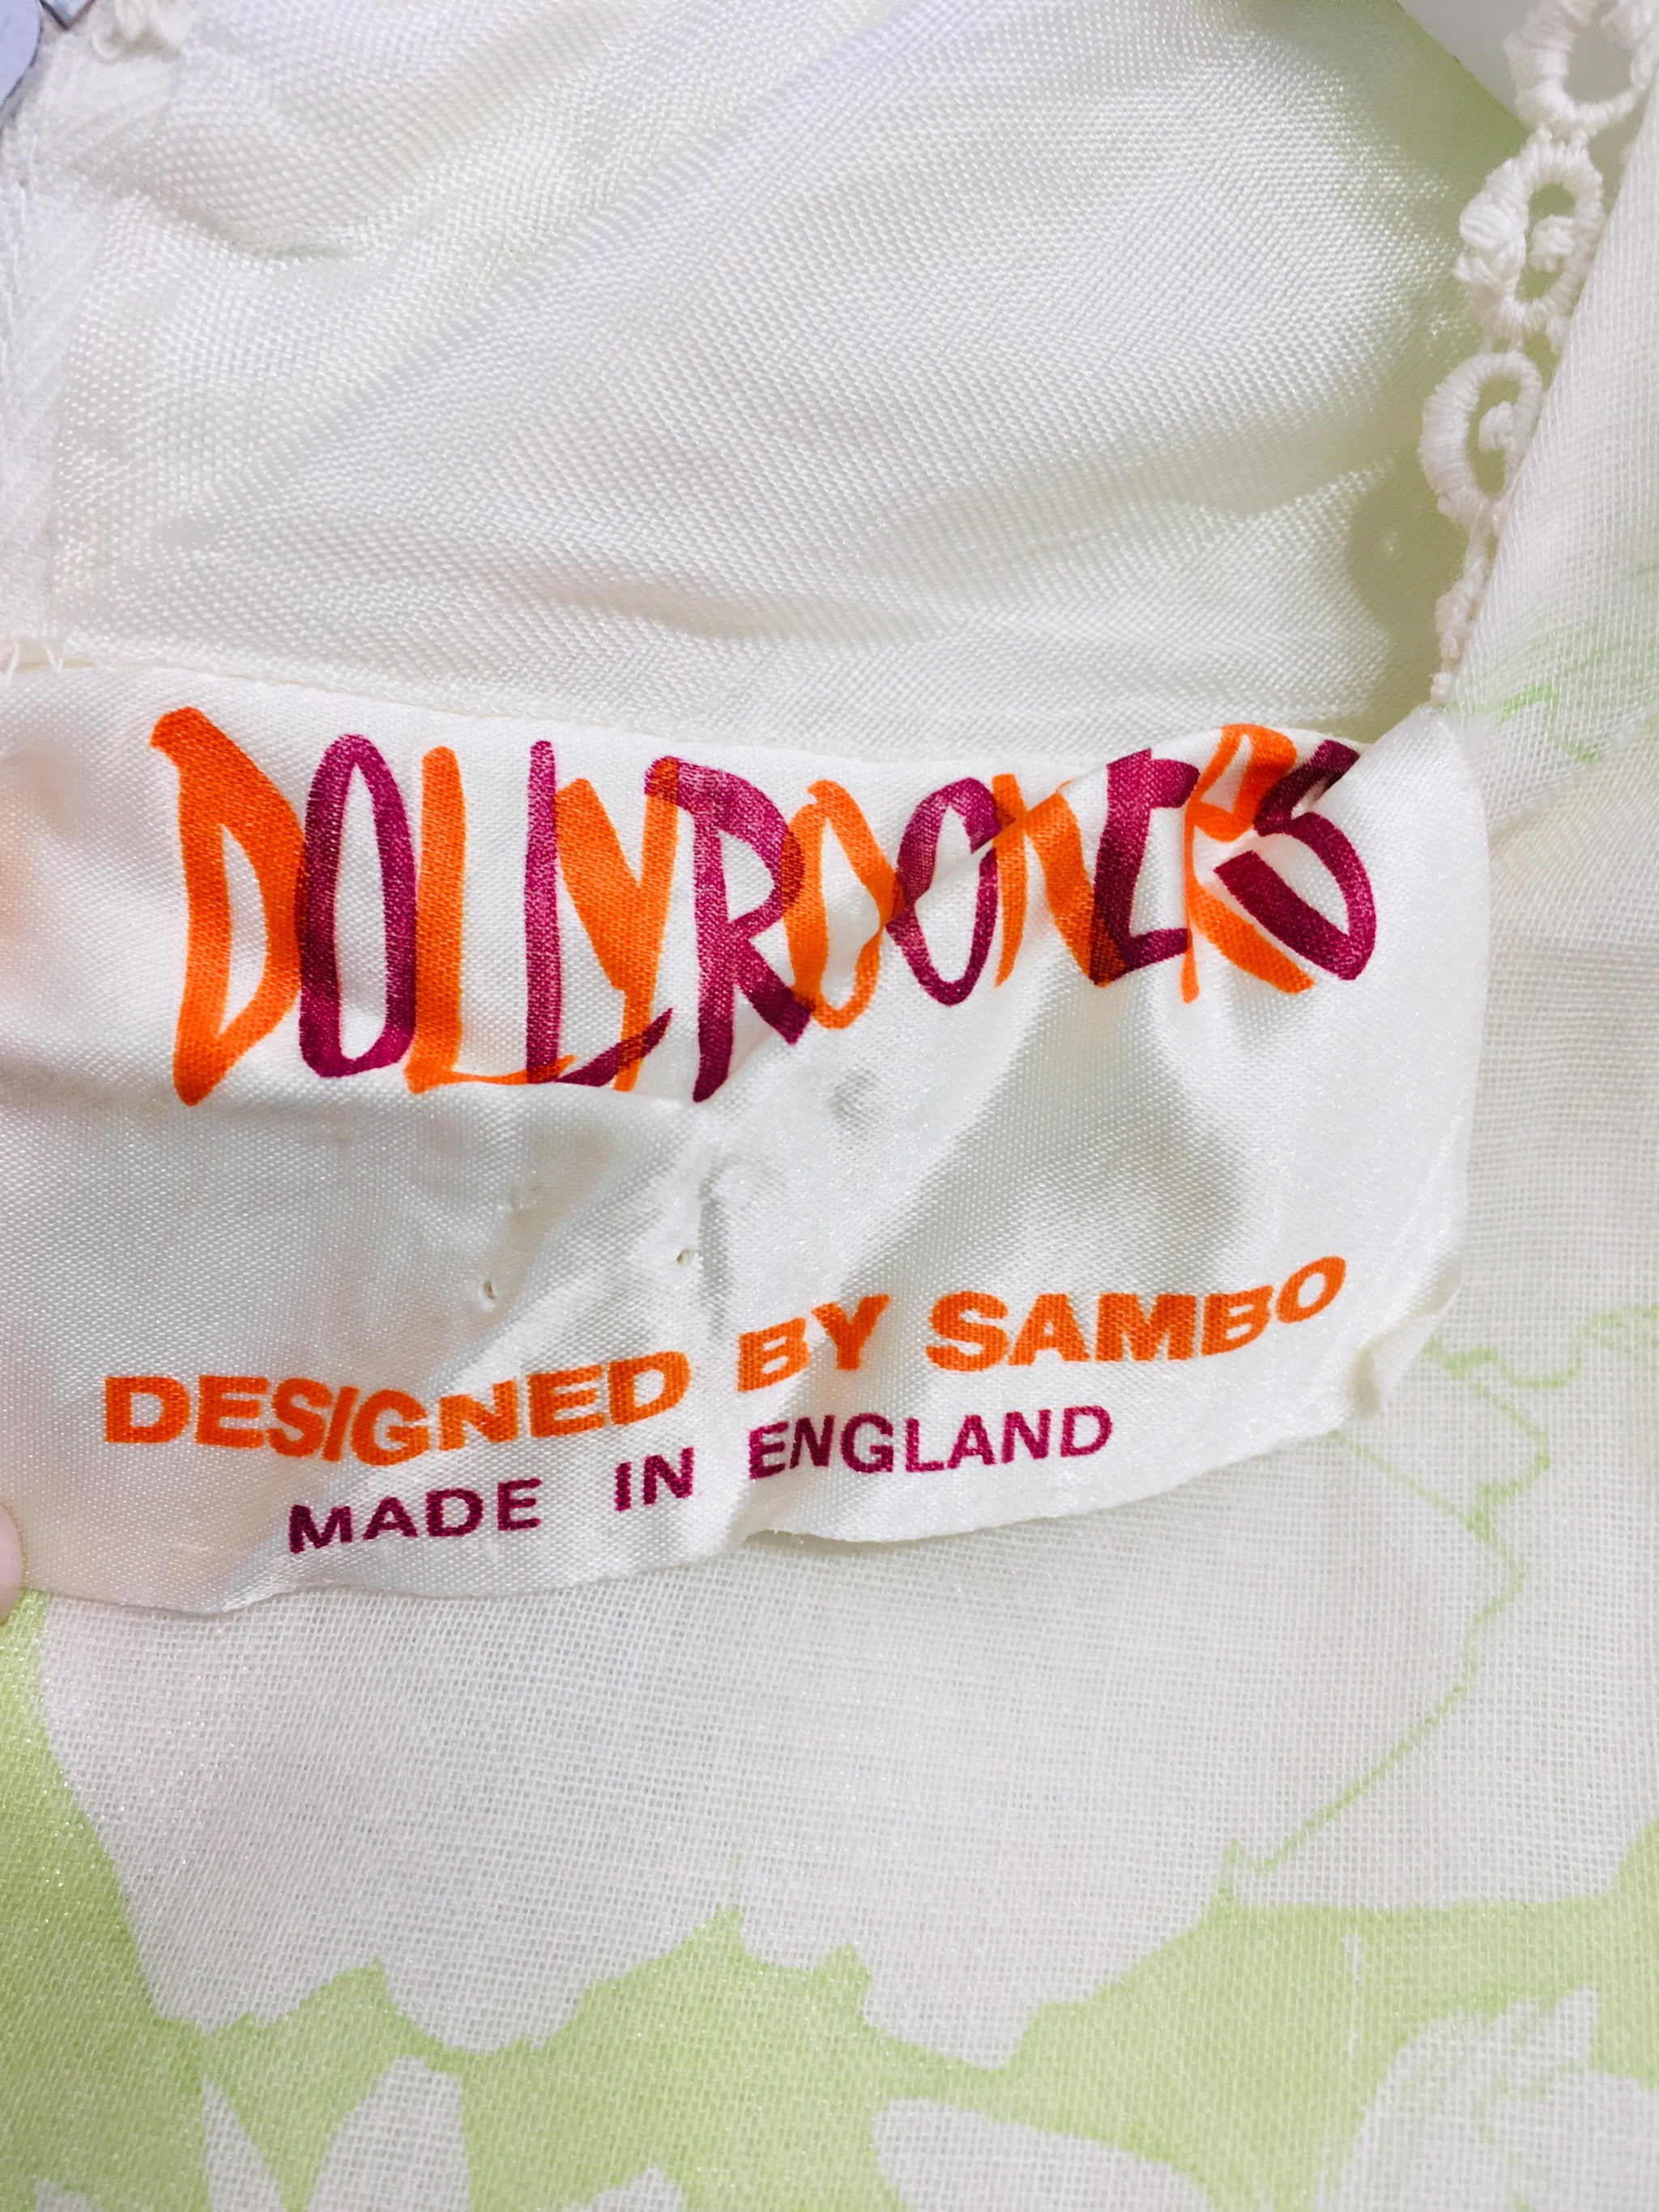 DOLLYROCKERS
DESIGNED BY SAMBO
MADE IN ENGLAND